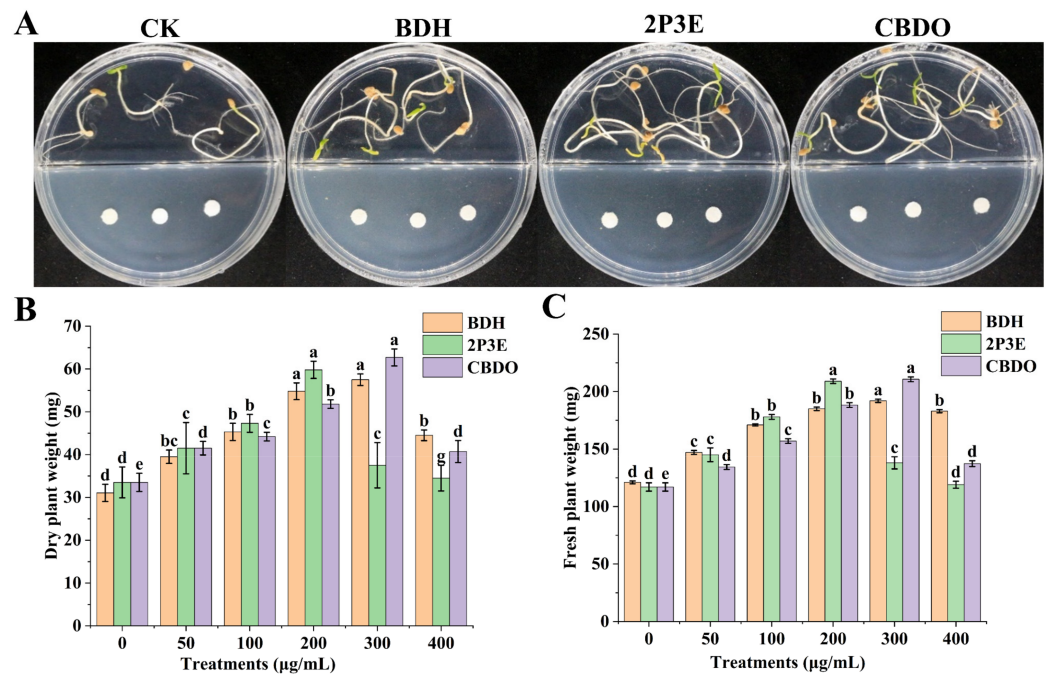 A
CK
BDH
2P3E
CBDO
B
BDH
2P3E
CBDO
Dry plant weight (mg)
70
60
50
40
30
20
10
0
d d e
bc c d
b b c
a a b
a c a
b g d
0 50 100 200 300 400
Treatments (μg/mL)
C
BDH
2P3E
CBDO
Fresh plant weight (mg)
250
200
150
100
50
0
d d e
c c d
b b c
b a b
a c a
b d d
0 50 100 200 300 400
Treatments (μg/mL)